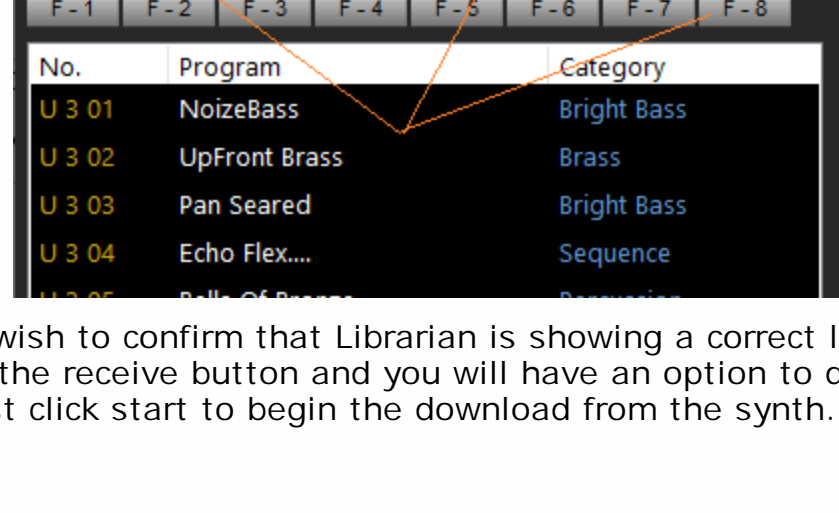 F-1 F-2 F-3 F-4 F-5 F-6 F-7 F-8
No. Program Category
U 3 01 NoizeBass Bright Bass
U 3 02 UpFront Brass Brass
U 3 03 Pan Seared Bright Bass
U 3 04 Echo Flex.... Sequence
wish to confirm that Librarian is showing a correct
the receive button and you will have an option to
click start to begin the download from the synth.